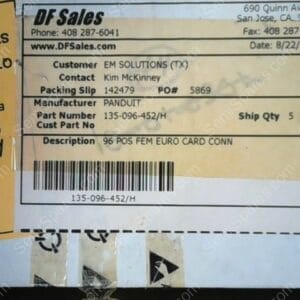 DF Sales
690 Quinn Av
San Jose, CA.
Phone: 408 287-6041
Fax 408 287
www.DFSales.com
Date 8/22/
Customer EM SOLUTIONS (TX)
Contact Kim McKinney
Packing Slip 142479 PO# 5869
Manufacturer PANDUIT
Part Number 135-096-452/H Ship Qty 5
Cust Part No
Description 96 POS FEM EURO CARD CONN
135-096-452/H